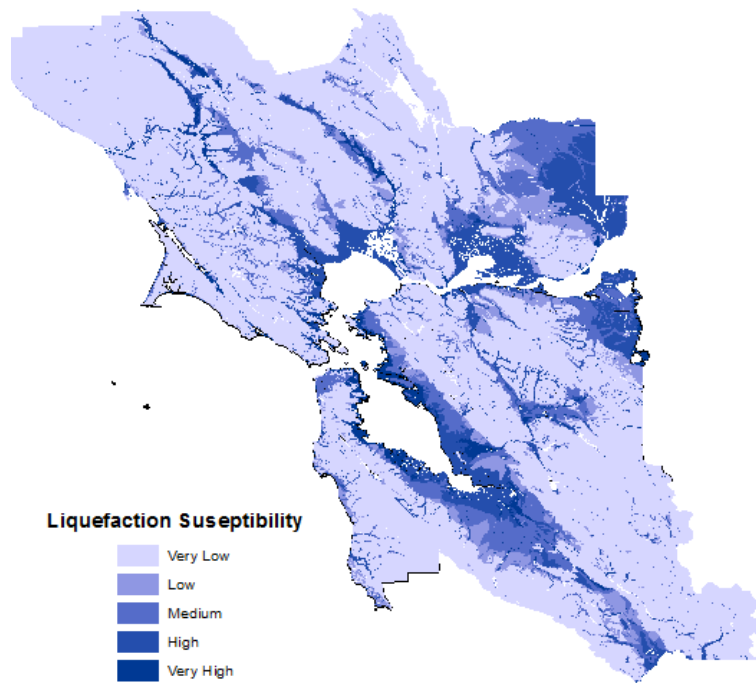 Liquefaction Suseptibility
Very Low
Low
Medium
High
Very High